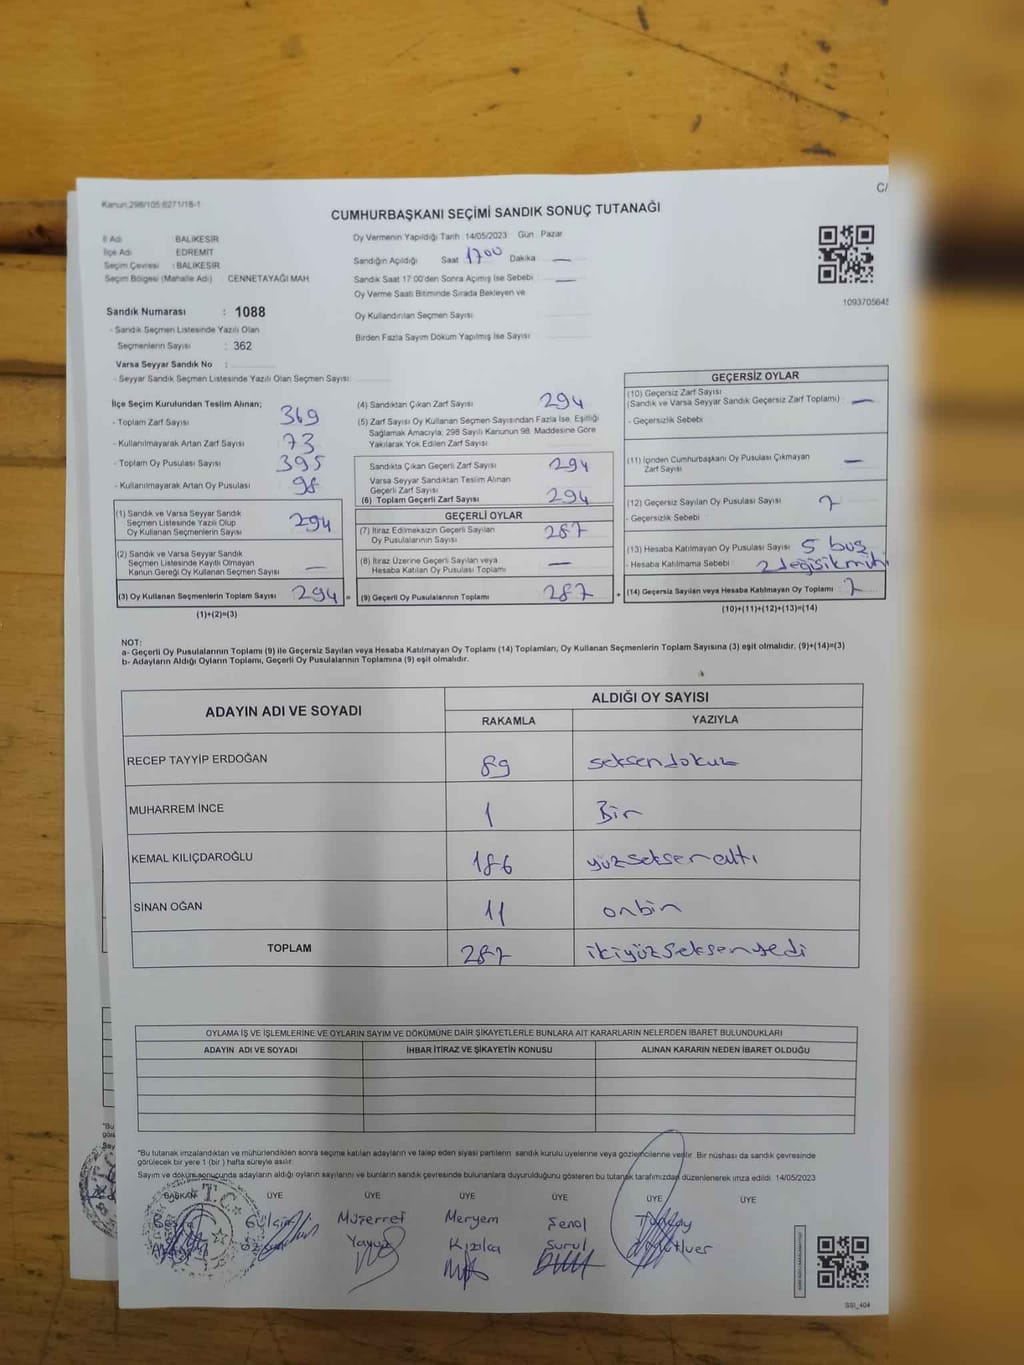 Kanun:298/105:6271/18-1
C/
CUMHURBAŞKANI SEÇİMİ SANDIK SONUÇ TUTANAĞI
İl Adı BALIKESİR
İlçe Adı EDREMİT
Seçim Çevresi : BALIKESİR
Seçim Bölgesi (Mahalle Adı) CENNETAYAĞI MAH
Oy Vermenin Yapıldığı Tarih 14/05/2023 Gün Pazar
Sandığın Açıldığı Saat 1700 Dakika —
Sandık Saat 17:00'den Sonra Açımış İse Sebebi —
Oy Verme Saati Bitiminde Sırada Bekleyen ve
Oy Kullandırılan Seçmen Sayısı
Birden Fazla Sayım Döküm Yapılmış İse Sayısı
1093705645
Sandık Numarası : 1088
- Sandık Seçmen Listesinde Yazılı Olan
Seçmenlerin Sayısı : 362
Varsa Seyyar Sandık No :
- Seyyar Sandık Seçmen Listesinde Yazılı Olan Seçmen Sayısı:
İlçe Seçim Kurulundan Teslim Alınan;
- Toplam Zarf Sayısı 369
- Kullanılmayarak Artan Zarf Sayısı 73
- Toplam Oy Pusulası Sayısı 395
- Kullanılmayarak Artan Oy Pusulası 98
(1) Sandık ve Varsa Seyyar Sandık
Seçmen Listesinde Yazılı Olup
Oy Kullanan Seçmenlerin Sayısı 294
(2) Sandık ve Varsa Seyyar Sandık
Seçmen Listesinde Kayıtlı Olmayan
Kanun Gereği Oy Kullanan Seçmen Sayısı —
(3) Oy Kullanan Seçmenlerin Toplam Sayısı 294 =
(1)+(2)=(3)
(4) Sandıktan Çıkan Zarf Sayısı 294
(5) Zarf Sayısı Oy Kullanan Seçmen Sayısından Fazla İse, Eşitliği
Sağlamak Amacıyla; 298 Sayılı Kanunun 98. Maddesine Göre
Yakılarak Yok Edilen Zarf Sayısı
Sandıkta Çıkan Geçerli Zarf Sayısı 294
Varsa Seyyar Sandıktan Teslim Alınan
Geçerli Zarf Sayısı
(6) Toplam Geçerli Zarf Sayısı 294
GEÇERLİ OYLAR
(7) İtiraz Edilmeksizin Geçerli Sayılan
Oy Pusulalarının Sayısı 287
(8) İtiraz Üzerine Geçerli Sayılan veya
Hesaba Katılan Oy Pusulası Toplamı —
(9) Geçerli Oy Pusulalarının Toplamı 287 +
GEÇERSİZ OYLAR
(10) Geçersiz Zarf Sayısı
(Sandık ve Varsa Seyyar Sandık Geçersiz Zarf Toplamı) —
- Geçersizlik Sebebi
(11) İçinden Cumhurbaşkanı Oy Pusulası Çıkmayan
Zarf Sayısı —
(12) Geçersiz Sayılan Oy Pusulası Sayısı 7
- Geçersizlik Sebebi
(13) Hesaba Katılmayan Oy Pusulası Sayısı 5 boş
- Hesaba Katılmama Sebebi 2 değişik müh
(14) Geçersiz Sayılan veya Hesaba Katılmayan Oy Toplamı 7
(10)+(11)+(12)+(13)=(14)
NOT:
a- Geçerli Oy Pusulalarının Toplamı (9) ile Geçersiz Sayılan veya Hesaba Katılmayan Oy Toplamı (14) Toplamları, Oy Kullanan Seçmenlerin Toplam Sayısına (3) eşit olmalıdır. (9)+(14)=(3)
b- Adayların Aldığı Oyların Toplamı, Geçerli Oy Pusulalarının Toplamına (9) eşit olmalıdır.
ADAYIN ADI VE SOYADI ALDIĞI OY SAYISI
RAKAMLA YAZIYLA
RECEP TAYYİP ERDOĞAN 89 seksendokuz
MUHARREM İNCE 1 Bir
KEMAL KILIÇDAROĞLU 186 yüzseksenaltı
SİNAN OĞAN 11 onbir
TOPLAM 287 ikiyüzseksenyedi
OYLAMA İŞ VE İŞLEMLERİNE VE OYLARIN SAYIM VE DÖKÜMÜNE DAİR ŞİKAYETLERLE BUNLARA AİT KARARLARIN NELERDEN İBARET BULUNDUKLARI
ADAYIN ADI VE SOYADI İHBAR İTİRAZ VE ŞİKAYETİN KONUSU ALINAN KARARIN NEDEN İBARET OLDUĞU
*Bu tutanak imzalandıktan ve mühürlendikten sonra seçime katılan adayların ve talep eden siyasi partilerin sandık kurulu üyelerine veya gözlemcilerine verilir. Bir nüshası da sandık çevresinde
görülecek bir yere 1 (bir) hafta süreyle asılır.
Sayım ve döküm sonucunda adayların aldığı oyların sayılarını ve bunların sandık çevresinde bulunanlara duyurulduğunu gösteren bu tutanak tarafımızdan düzenlenerek imza edildi. 14/05/2023
BAŞKAN ÜYE ÜYE ÜYE ÜYE ÜYE ÜYE
Müserref Meryem Şenol
Yavuz Kızılca
SSI_404